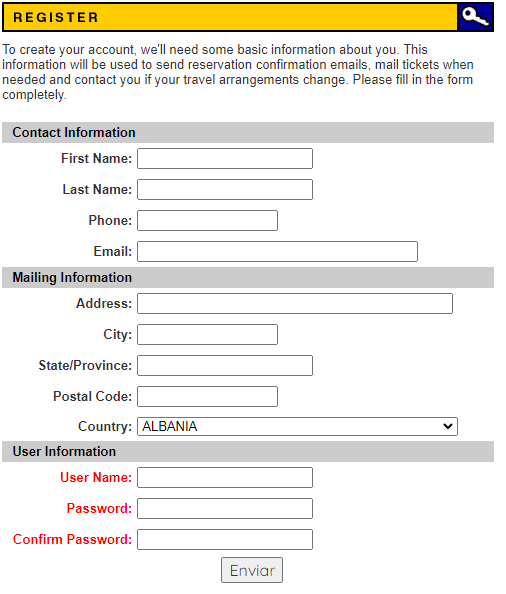 REGISTER
To create your account, we'll need some basic information about you. This
information will be used to send reservation confirmation emails, mail tickets when
needed and contact you if your travel arrangements change. Please fill in the form
completely.
Contact Information
First Name:
Last Name:
Phone:
Email:
Mailing Information
Address:
City:
State/Province:
Postal Code:
Country: ALBANIA
User Information
User Name:
Password:
Confirm Password:
Enviar